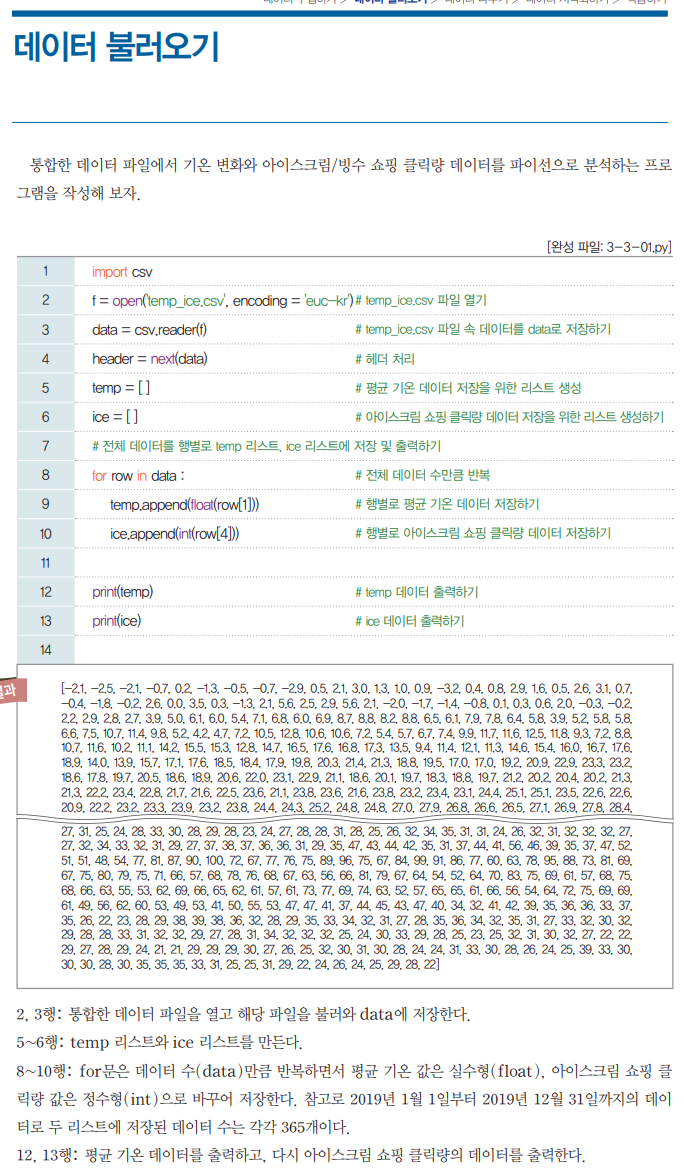 데이터 불러오기
통합한 데이터 파일에서 기온 변화와 아이스크림/빙수 쇼핑 클릭량 데이터를 파이선으로 분석하는 프로
그램을 작성해 보자.
[완성 파일: 3-3-01.py]
1 import csv
2 f = open('temp_ice.csv', encoding = 'euc-kr') # temp_ice.csv 파일 열기
3 data = csv.reader(f) # temp_ice.csv 파일 속 데이터를 data로 저장하기
4 header = next(data) # 헤더 처리
5 temp = [ ] # 평균 기온 데이터 저장을 위한 리스트 생성
6 ice = [ ] # 아이스크림 쇼핑 클릭량 데이터 저장을 위한 리스트 생성하기
7 # 전체 데이터를 행별로 temp 리스트, ice 리스트에 저장 및 출력하기
8 for row in data : # 전체 데이터 수만큼 반복
9 temp.append(float(row[1])) # 행별로 평균 기온 데이터 저장하기
10 ice.append(int(row[4])) # 행별로 아이스크림 쇼핑 클릭량 데이터 저장하기
11
12 print(temp) # temp 데이터 출력하기
13 print(ice) # ice 데이터 출력하기
14
[-2.1, -2.5, -2.1, -0.7, 0.2, -1.3, -0.5, -0.7, -2.9, 0.5, 2.1, 3.0, 1.3, 1.0, 0.9, -3.2, 0.4, 0.8, 2.9, 1.6, 0.5, 2.6, 3.1, 0.7,
-0.4, -1.8, -0.2, 2.6, 0.0, 3.5, 0.3, -1.3, 2.1, 5.6, 2.5, 2.9, 5.6, 2.1, -2.0, -1.7, -1.4, -0.8, 0.1, 0.3, 0.6, 2.0, -0.3, -0.2,
2.2, 2.9, 2.8, 2.7, 3.9, 5.0, 6.1, 6.0, 5.4, 7.1, 6.8, 6.0, 6.9, 8.7, 8.8, 8.2, 8.8, 6.5, 6.1, 7.9, 7.8, 6.4, 5.8, 3.9, 5.2, 5.8, 5.8,
6.6, 7.5, 10.7, 11.4, 9.8, 5.2, 4.2, 4.7, 7.2, 10.5, 12.8, 10.6, 10.6, 7.2, 5.4, 5.7, 6.7, 7.4, 9.9, 11.7, 11.6, 12.5, 11.8, 9.3, 7.2, 8.8,
10.7, 11.6, 10.2, 11.1, 14.2, 15.5, 15.3, 12.8, 14.7, 16.5, 17.6, 16.8, 17.3, 13.5, 9.4, 11.4, 12.1, 11.3, 14.6, 15.4, 16.0, 16.7, 17.6,
18.9, 14.0, 13.9, 15.7, 17.1, 17.6, 18.5, 18.4, 17.9, 19.8, 20.3, 21.4, 21.3, 18.8, 19.5, 17.0, 17.0, 19.2, 20.9, 22.9, 23.3, 23.2,
18.6, 17.8, 19.7, 20.5, 18.6, 18.9, 20.6, 22.0, 23.1, 22.9, 21.1, 18.6, 20.1, 19.7, 18.3, 18.8, 19.7, 21.2, 20.2, 20.4, 20.2, 21.3,
21.3, 22.2, 23.4, 22.8, 21.7, 21.6, 22.5, 23.6, 21.1, 23.8, 23.6, 21.6, 23.8, 23.2, 23.4, 23.1, 24.4, 25.1, 25.1, 23.5, 22.6, 22.6,
20.9, 22.2, 23.2, 23.3, 23.9, 23.2, 23.8, 24.4, 24.3, 25.2, 24.8, 24.8, 27.0, 27.9, 26.8, 26.6, 26.5, 27.1, 26.9, 27.8, 28.4,
27, 31, 25, 24, 28, 33, 30, 28, 29, 28, 23, 24, 27, 28, 28, 31, 28, 25, 26, 32, 34, 35, 31, 31, 24, 26, 32, 31, 32, 32, 32, 27,
27, 32, 34, 33, 32, 31, 29, 27, 37, 38, 37, 36, 36, 31, 29, 35, 47, 43, 44, 42, 35, 31, 37, 44, 41, 56, 46, 39, 35, 37, 47, 52,
51, 51, 48, 54, 77, 81, 87, 90, 100, 72, 67, 77, 76, 75, 89, 96, 75, 67, 84, 99, 91, 86, 77, 60, 63, 78, 95, 88, 73, 81, 69,
67, 75, 80, 79, 75, 71, 66, 57, 68, 78, 76, 68, 67, 63, 56, 66, 81, 79, 67, 64, 54, 52, 64, 70, 83, 75, 69, 61, 57, 68, 75,
68, 66, 63, 55, 53, 62, 69, 66, 65, 62, 61, 57, 61, 73, 77, 69, 74, 63, 52, 57, 65, 65, 61, 66, 56, 54, 64, 72, 75, 69, 69,
61, 49, 56, 62, 60, 53, 49, 53, 41, 50, 55, 53, 47, 47, 41, 37, 44, 45, 43, 47, 40, 34, 32, 41, 42, 39, 35, 36, 36, 33, 37,
35, 26, 22, 23, 28, 29, 38, 39, 38, 36, 32, 28, 29, 35, 33, 34, 32, 31, 27, 28, 35, 36, 34, 32, 35, 31, 27, 33, 32, 30, 32,
29, 28, 28, 33, 31, 32, 32, 29, 27, 28, 31, 34, 32, 32, 32, 25, 24, 30, 33, 29, 28, 25, 23, 25, 32, 31, 30, 32, 27, 22, 22,
29, 27, 28, 29, 24, 21, 21, 29, 29, 29, 30, 27, 26, 25, 32, 30, 31, 30, 28, 24, 24, 31, 33, 30, 28, 26, 24, 25, 39, 33, 30,
30, 30, 28, 30, 35, 35, 35, 33, 31, 25, 25, 31, 29, 22, 24, 26, 24, 25, 29, 28, 22]
2, 3행: 통합한 데이터 파일을 열고 해당 파일을 불러와 data에 저장한다.
5~6행: temp 리스트와 ice 리스트를 만든다.
8~10행: for문은 데이터 수(data)만큼 반복하면서 평균 기온 값은 실수형(float), 아이스크림 쇼핑 클
릭량 값은 정수형(int)으로 바꾸어 저장한다. 참고로 2019년 1월 1일부터 2019년 12월 31일까지의 데이
터로 두 리스트에 저장된 데이터 수는 각각 365개이다.
12, 13행: 평균 기온 데이터를 출력하고, 다시 아이스크림 쇼핑 클릭량의 데이터를 출력한다.